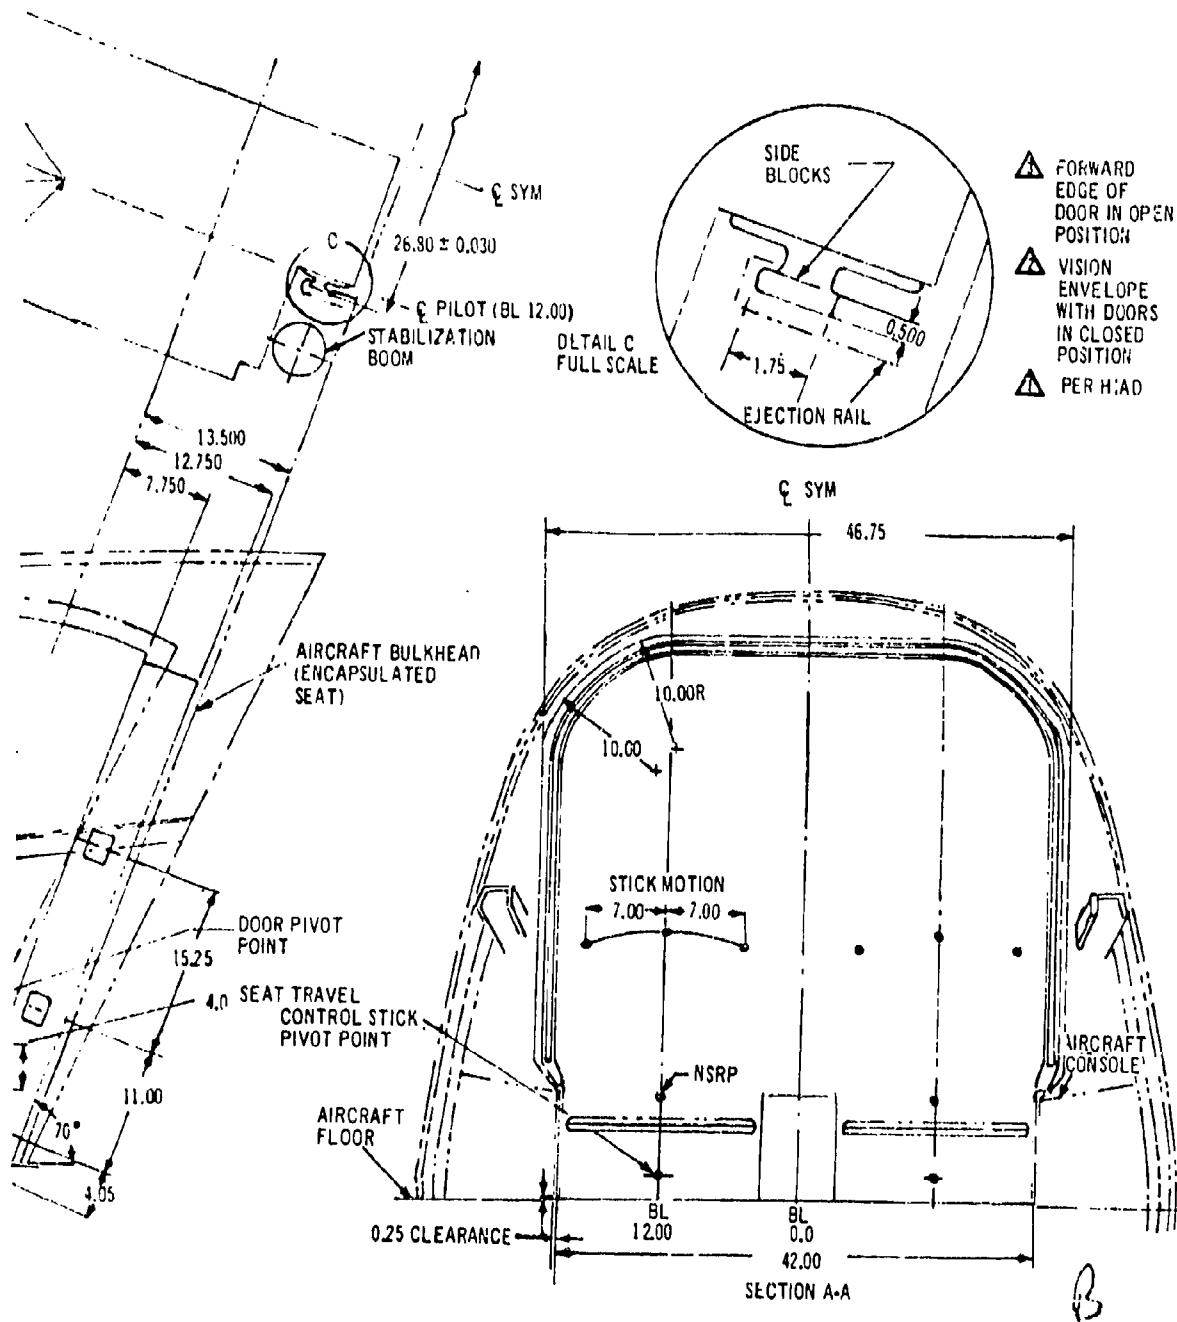 ℄ SYM
C
26.80 ± 0.030
℄ PILOT (BL 12.00)
STABILIZATION
BOOM
DETAIL C
FULL SCALE
SIDE
BLOCKS
0.500
1.75
EJECTION RAIL
3 FORWARD
EDGE OF
DOOR IN OPEN
POSITION
2 VISION
ENVELOPE
WITH DOORS
IN CLOSED
POSITION
1 PER HIAD
13.500
12.750
7.750
℄ SYM
46.75
AIRCRAFT BULKHEAD
(ENCAPSULATED
SEAT)
10.00R
10.00
STICK MOTION
7.00 7.00
DOOR PIVOT
POINT
15.25
4.0 SEAT TRAVEL
CONTROL STICK
PIVOT POINT
NSRP
AIRCRAFT
CONSOLE
11.00
AIRCRAFT
FLOOR
70°
4.05
BL
12.00
BL
0.0
0.25 CLEARANCE
42.00
SECTION A-A
B